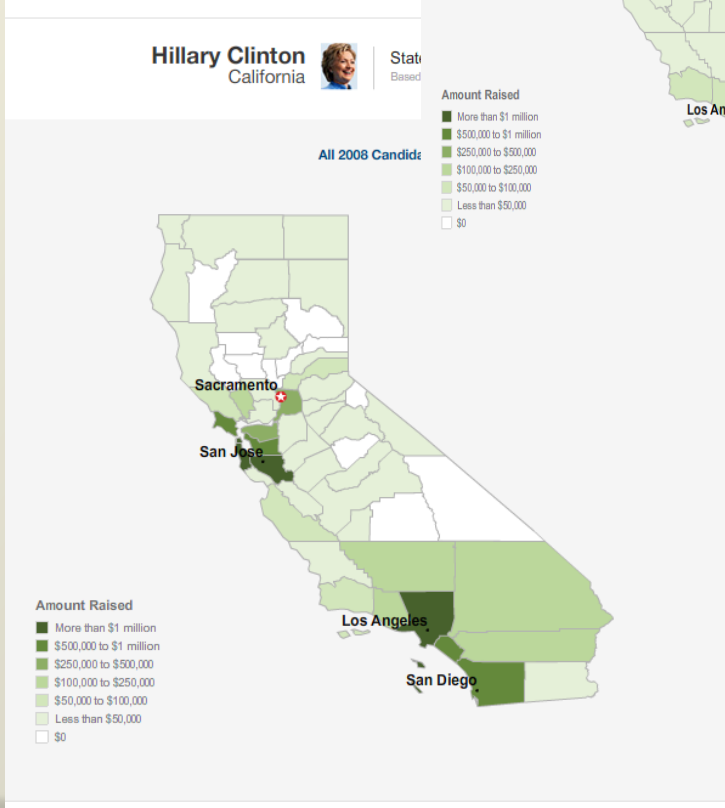 Hillary Clinton
California
State
Based
All 2008 Candida
Amount Raised
More than $1 million
$500,000 to $1 million
$250,000 to $500,000
$100,000 to $250,000
$50,000 to $100,000
Less than $50,000
$0
Los An
Sacramento
San Jose
Los Angeles
San Diego
Amount Raised
More than $1 million
$500,000 to $1 million
$250,000 to $500,000
$100,000 to $250,000
$50,000 to $100,000
Less than $50,000
$0